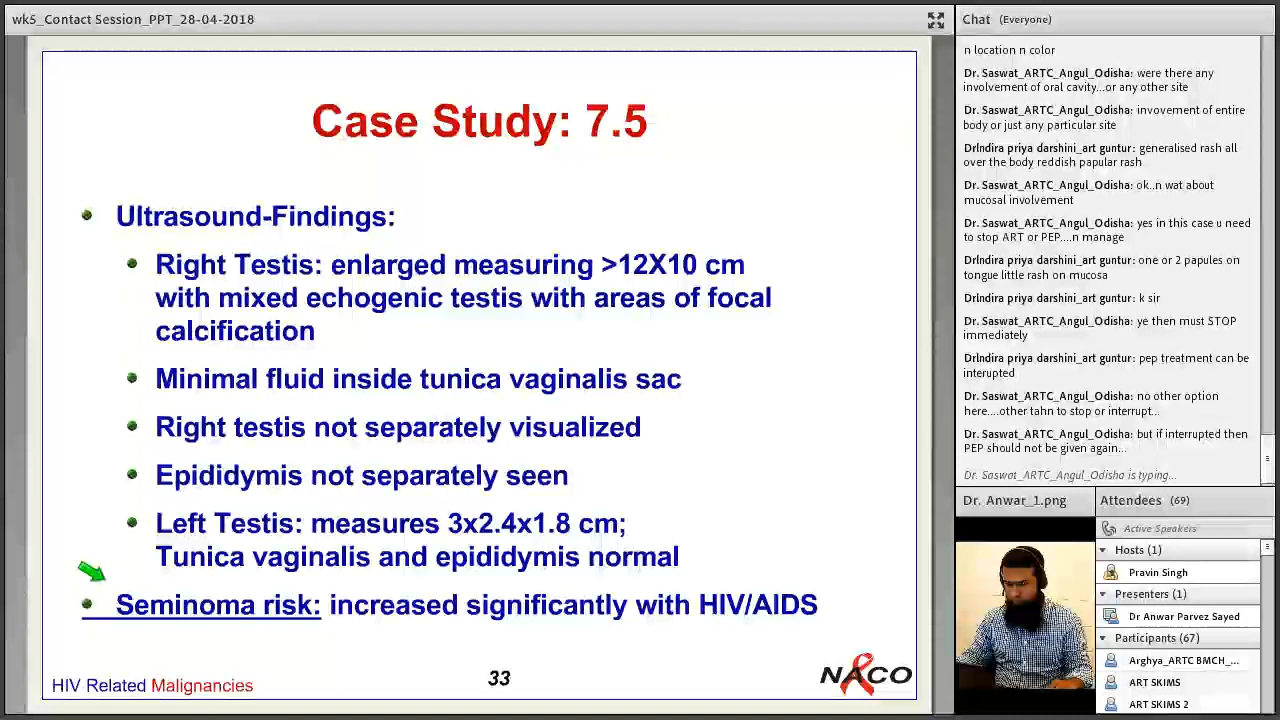 wk5_Contact Session_PPT_28-04-2018
Case Study: 7.5
Ultrasound-Findings:
Right Testis: enlarged measuring >12X10 cm
with mixed echogenic testis with areas of focal
calcification
Minimal fluid inside tunica vaginalis sac
Right testis not separately visualized
Epididymis not separately seen
Left Testis: measures 3x2.4x1.8 cm;
Tunica vaginalis and epididymis normal
Seminoma risk: increased significantly with HIV/AIDS
HIV Related Malignancies
33
NACO
Chat (Everyone)
n location n color
Dr. Saswat_ARTC_Angul_Odisha: were there any
involvement of oral cavity...or any other site
Dr. Saswat_ARTC_Angul_Odisha: invovement of entire
body or just any particular site
DrIndira priya darshini_art guntur: generalised rash all
over the body reddish papular rash
Dr. Saswat_ARTC_Angul_Odisha: ok..n wat about
mucosal involvement
Dr. Saswat_ARTC_Angul_Odisha: yes in this case u need
to stop ART or PEP....n manage
DrIndira priya darshini_art guntur: one or 2 papules on
tongue little rash on mucosa
DrIndira priya darshini_art guntur: k sir
Dr. Saswat_ARTC_Angul_Odisha: ye then must STOP
immediately
DrIndira priya darshini_art guntur: pep treatment can be
interupted
Dr. Saswat_ARTC_Angul_Odisha: no other option
here....other tahn to stop or interrupt...
Dr. Saswat_ARTC_Angul_Odisha: but if interrupted then
PEP should not be given again...
Dr. Saswat_ARTC_Angul_Odisha is typing...
Dr. Anwar_1.png
Attendees (69)
Active Speakers
Hosts (1)
Pravin Singh
Presenters (1)
Dr Anwar Parvez Sayed
Participants (67)
Arghya_ARTC BMCH_...
ART SKIMS
ART SKIMS 2